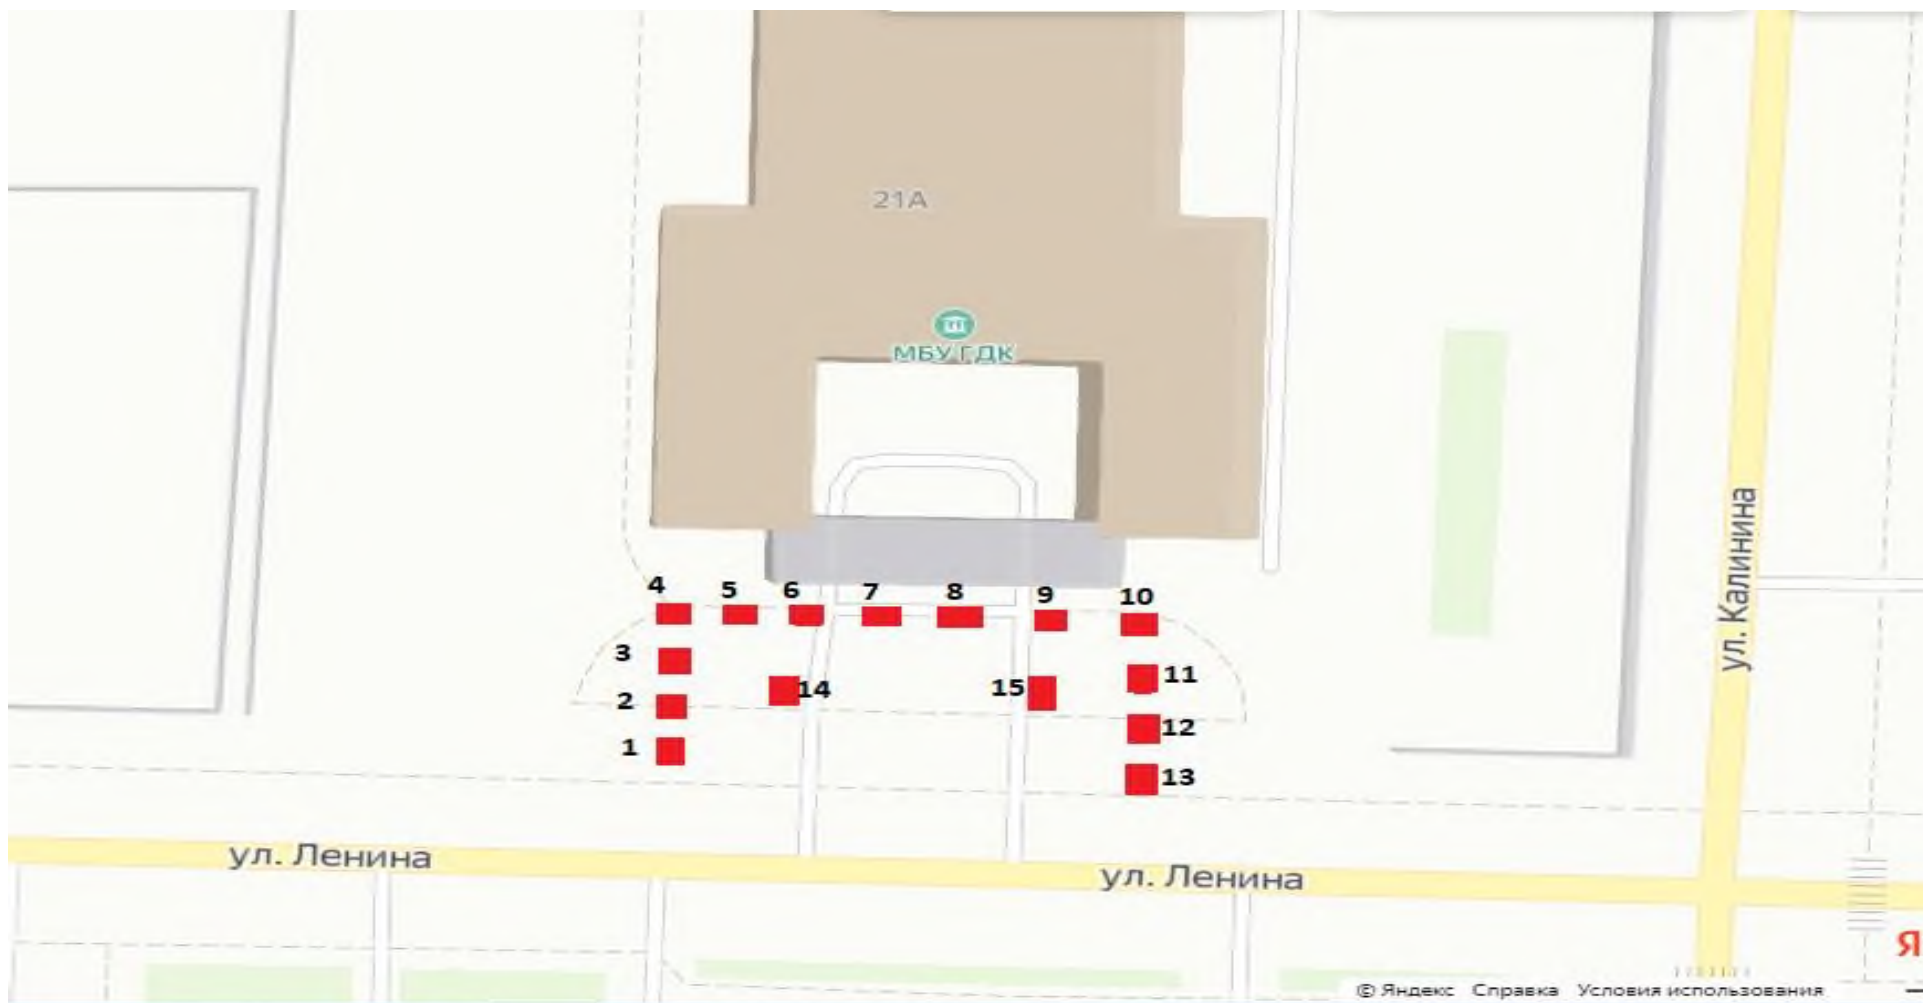 21А
МБУ ГДК
ул. Калинина
4 5 6 7 8 9 10
3 11
14 15
2 12
1 13
ул. Ленина
ул. Ленина
Я
© Яндекс Справка Условия использования